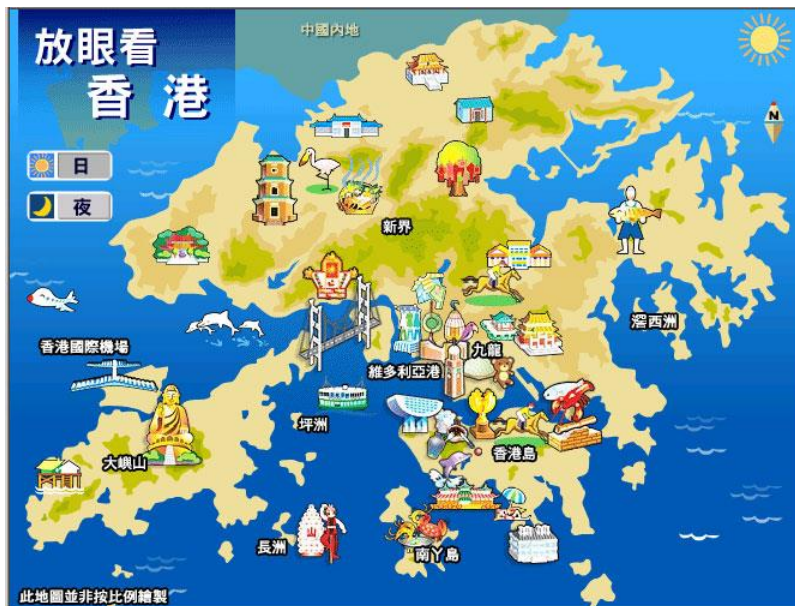 放眼看
香港
中國內地
N
日
夜
新界
滘西洲
香港國際機場
九龍
維多利亞港
坪洲
大嶼山
香港島
山
長洲
南丫島
此地圖並非按比例繪製